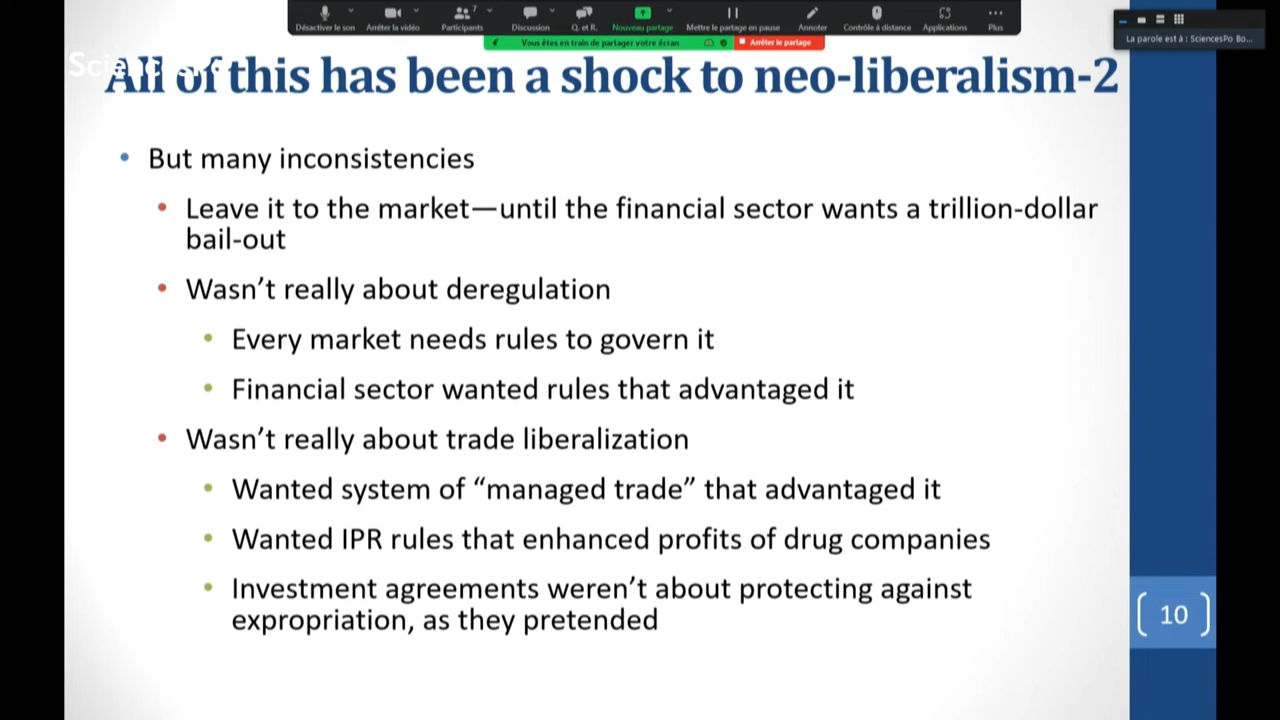 7
Désactiver le son Arrêter la vidéo Participants Discussion Q. et R. Nouveau partage Mettre le partage en pause Annoter Contrôle à distance Applications Plus
Vous êtes en train de partager votre écran Arrêter le partage
La parole est à : SciencesPo Bo...
All of this has been a shock to neo-liberalism-2
• But many inconsistencies
• Leave it to the market—until the financial sector wants a trillion-dollar
bail-out
• Wasn’t really about deregulation
• Every market needs rules to govern it
• Financial sector wanted rules that advantaged it
• Wasn’t really about trade liberalization
• Wanted system of “managed trade” that advantaged it
• Wanted IPR rules that enhanced profits of drug companies
• Investment agreements weren’t about protecting against
expropriation, as they pretended
10